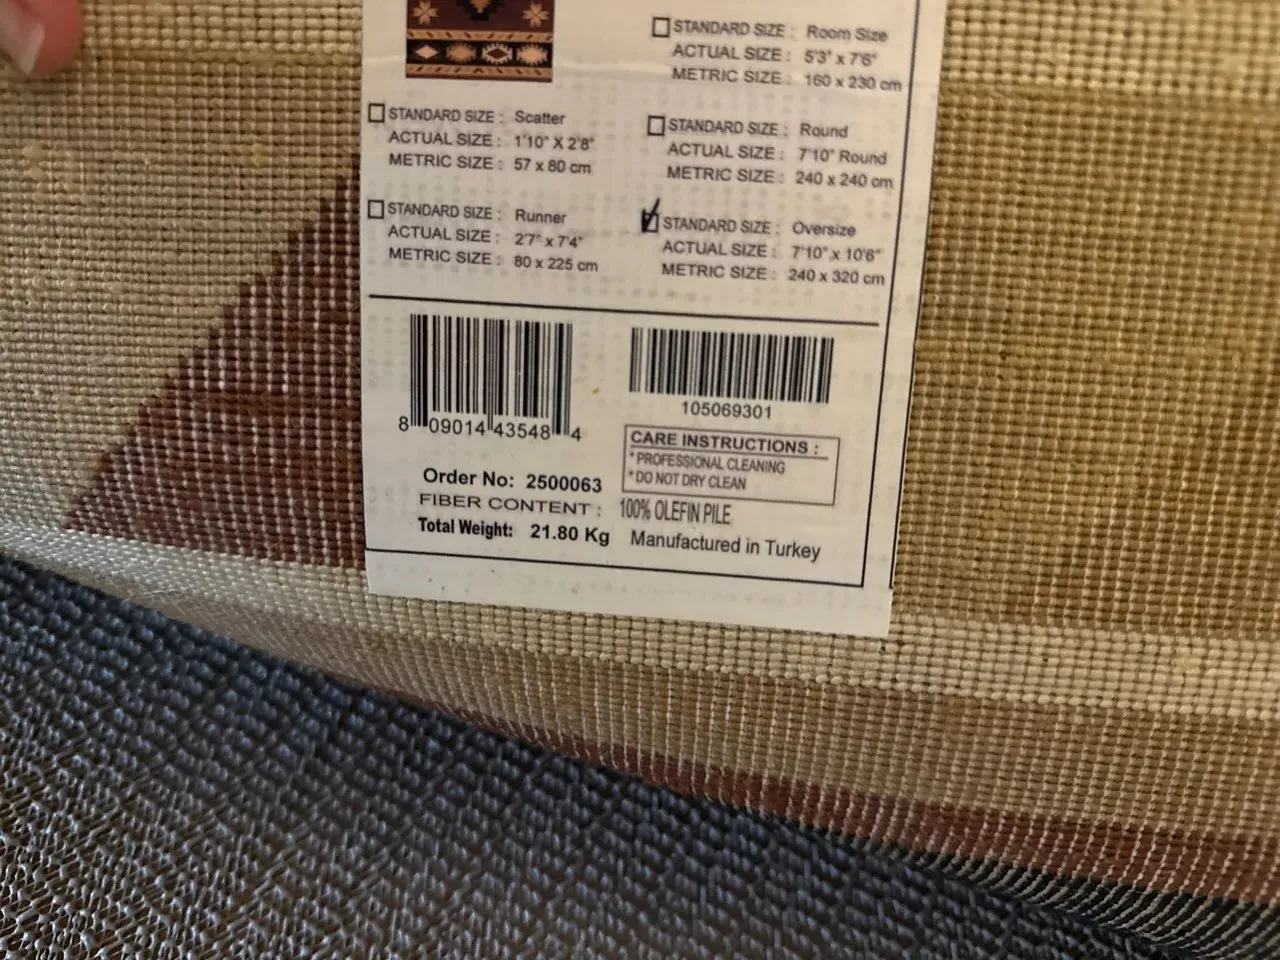 STANDARD SIZE : Room Size
ACTUAL SIZE : 5'3" x 7'6"
METRIC SIZE : 160 x 230 cm
STANDARD SIZE : Scatter
ACTUAL SIZE : 1'10" X 2'8"
METRIC SIZE : 57 x 80 cm
STANDARD SIZE : Round
ACTUAL SIZE : 7'10" Round
METRIC SIZE : 240 x 240 cm
STANDARD SIZE : Runner
ACTUAL SIZE : 2'7" x 7'4"
METRIC SIZE : 80 x 225 cm
STANDARD SIZE : Oversize
ACTUAL SIZE : 7'10" x 10'6"
METRIC SIZE : 240 x 320 cm
8 09014 43548 4
105069301
CARE INSTRUCTIONS :
* PROFESSIONAL CLEANING
* DO NOT DRY CLEAN
Order No: 2500063
FIBER CONTENT : 100% OLEFIN PILE
Total Weight: 21.80 Kg
Manufactured in Turkey